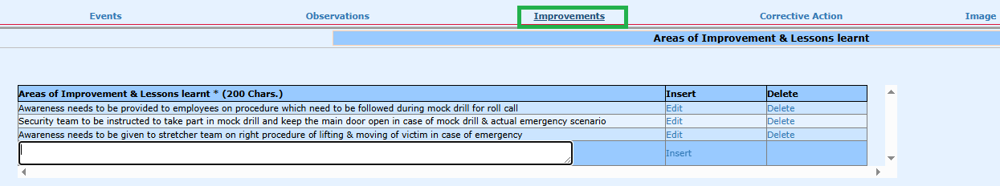 Events Observations Improvements Corrective Action Image
Areas of Improvement & Lessons learnt
Areas of Improvement & Lessons learnt * (200 Chars.) Insert Delete
Awareness needs to be provided to employees on procedure which need to be followed during mock drill for roll call Edit Delete
Security team to be instructed to take part in mock drill and keep the main door open in case of mock drill & actual emergency scenario Edit Delete
Awareness needs to be given to stretcher team on right procedure of lifting & moving of victim in case of emergency Edit Delete
Insert